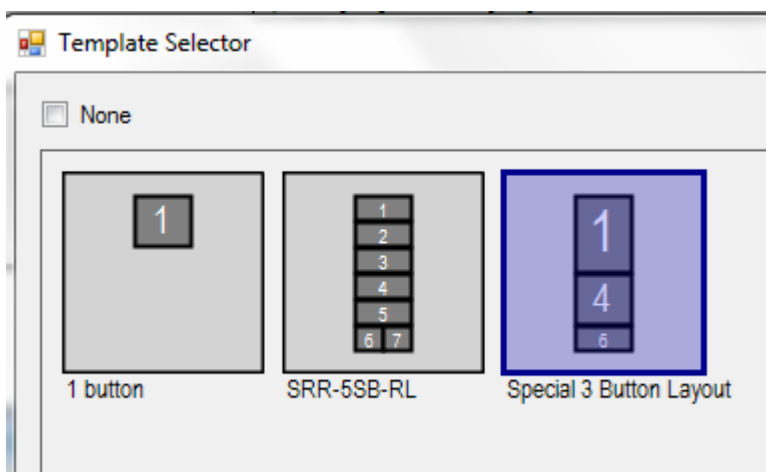 Template Selector
None
1
1
2
3
4
5
6 7
1
4
6
1 button
SRR-5SB-RL
Special 3 Button Layout